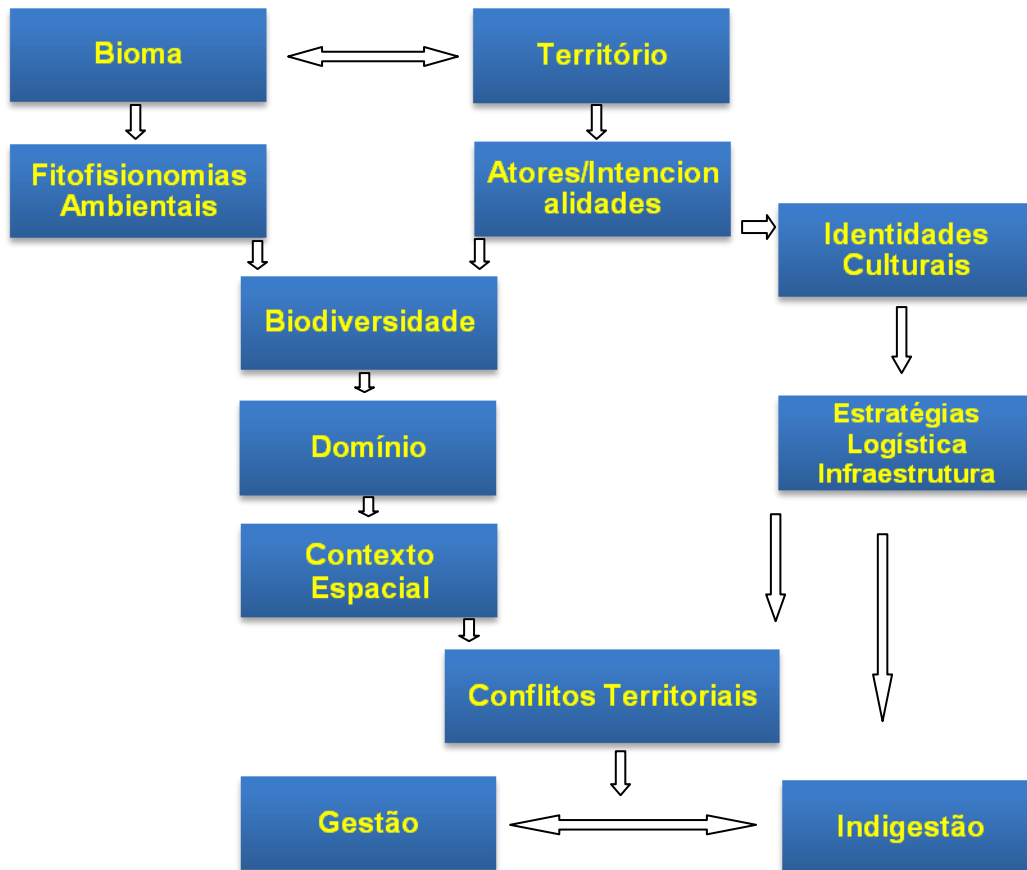 Bioma
Território
Fitofisionomias
Ambientais
Atores/Intencion
alidades
Identidades
Culturais
Biodiversidade
Domínio
Estratégias
Logística
Infraestrutura
Contexto
Espacial
Conflitos Territoriais
Gestão
Indigestão